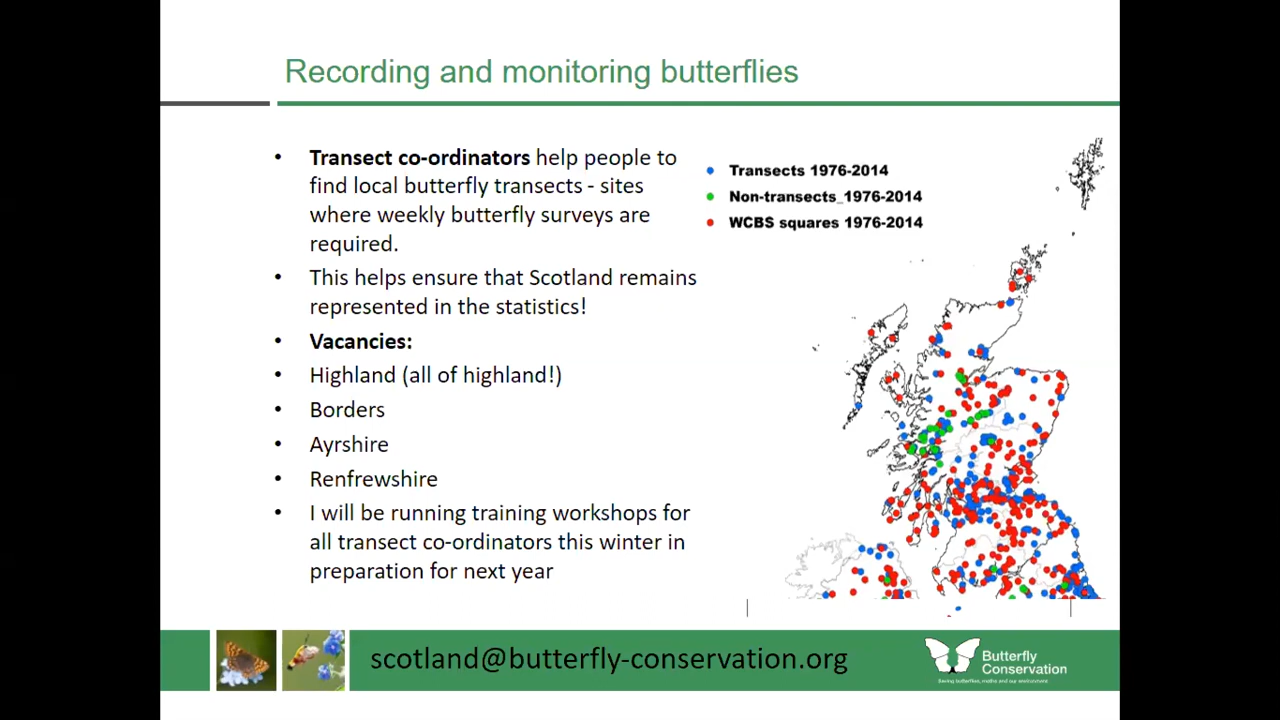 Recording and monitoring butterflies
• Transect co-ordinators help people to
find local butterfly transects - sites
where weekly butterfly surveys are
required.
• This helps ensure that Scotland remains
represented in the statistics!
• Vacancies:
• Highland (all of highland!)
• Borders
• Ayrshire
• Renfrewshire
• I will be running training workshops for
all transect co-ordinators this winter in
preparation for next year
Transects 1976-2014
Non-transects_1976-2014
WCBS squares 1976-2014
scotland@butterfly-conservation.org
Butterfly
Conservation
Saving butterflies, moths and our environment